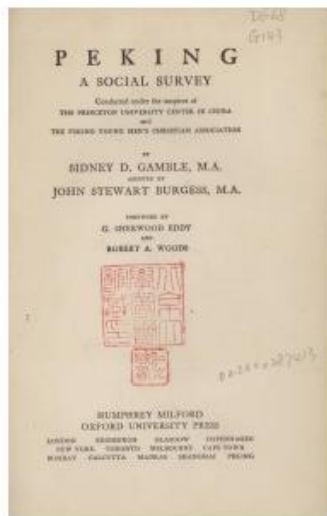 DS68
G143
PEKING
A SOCIAL SURVEY
Conducted under the auspices of
THE PRINCETON UNIVERSITY CENTER IN CHINA
and
THE PEKING YOUNG MEN'S CHRISTIAN ASSOCIATION
BY
SIDNEY D. GAMBLE, M.A.
ASSISTED BY
JOHN STEWART BURGESS, M.A.
FOREWORD BY
G. SHERWOOD EDDY
AND
ROBERT A. WOODS
HUMPHREY MILFORD
OXFORD UNIVERSITY PRESS
LONDON EDINBURGH GLASGOW COPENHAGEN
NEW YORK TORONTO MELBOURNE CAPE TOWN
BOMBAY CALCUTTA MADRAS SHANGHAI PEKING